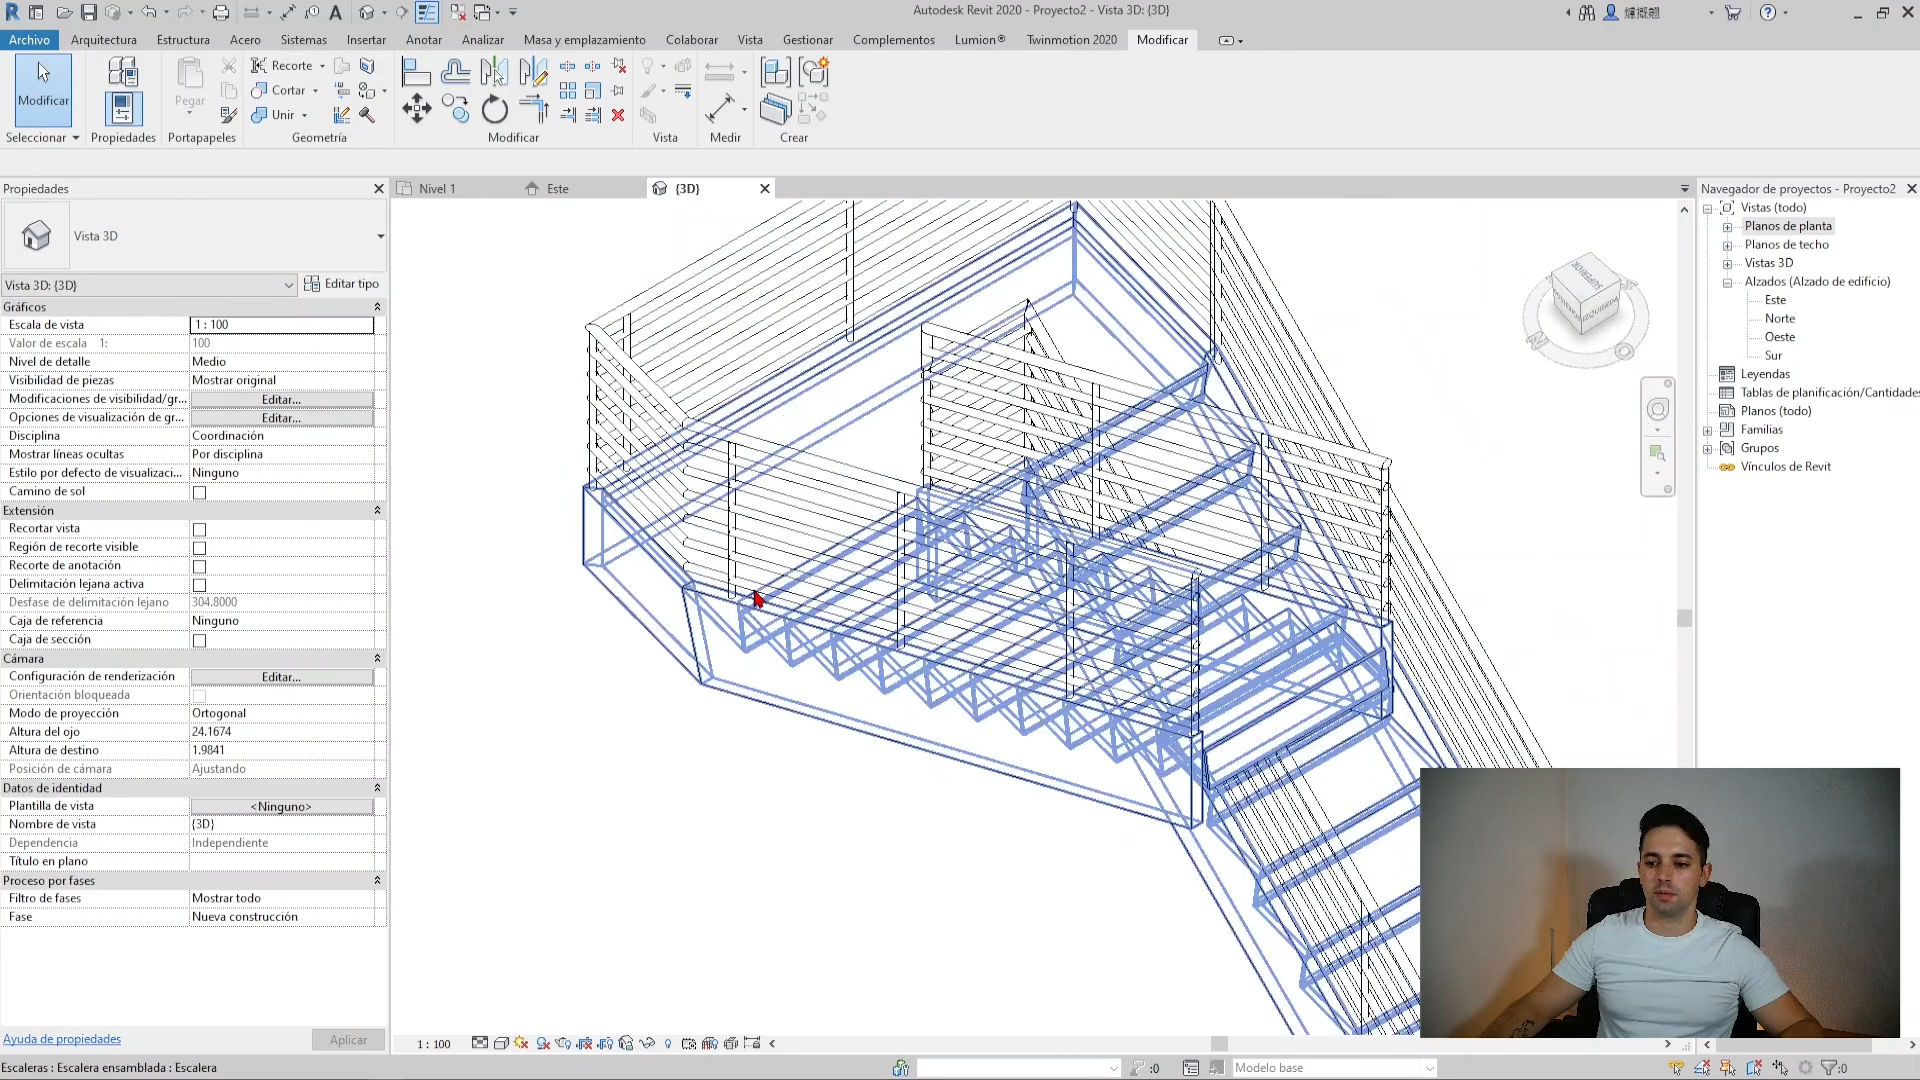 Autodesk Revit 2020 - Proyecto2 - Vista 3D: {3D}
Archivo Arquitectura Estructura Acero Sistemas Insertar Anotar Analizar Masa y emplazamiento Colaborar Vista Gestionar Complementos Lumion® Twinmotion 2020 Modificar
Modificar
Pegar
Recorte
Cortar
Unir
Seleccionar Propiedades Portapapeles Geometría Modificar Vista Medir Crear
Propiedades
Vista 3D
Vista 3D: {3D} Editar tipo
Gráficos
Escala de vista 1 : 100
Valor de escala 1: 100
Nivel de detalle Medio
Visibilidad de piezas Mostrar original
Modificaciones de visibilidad/gr... Editar...
Opciones de visualización de gr... Editar...
Disciplina Coordinación
Mostrar líneas ocultas Por disciplina
Estilo por defecto de visualizaci... Ninguno
Camino de sol
Extensión
Recortar vista
Región de recorte visible
Recorte de anotación
Delimitación lejana activa
Desfase de delimitación lejano 304.8000
Caja de referencia Ninguno
Caja de sección
Cámara
Configuración de renderización Editar...
Orientación bloqueada
Modo de proyección Ortogonal
Altura del ojo 24.1674
Altura de destino 1.9841
Posición de cámara Ajustando
Datos de identidad
Plantilla de vista <Ninguno>
Nombre de vista {3D}
Dependencia Independiente
Título en plano
Proceso por fases
Filtro de fases Mostrar todo
Fase Nueva construcción
Ayuda de propiedades Aplicar
Nivel 1 Este {3D}
Navegador de proyectos - Proyecto2
Vistas (todo)
Planos de planta
Planos de techo
Vistas 3D
Alzados (Alzado de edificio)
Este
Norte
Oeste
Sur
Leyendas
Tablas de planificación/Cantidades
Planos (todo)
Familias
Grupos
Vínculos de Revit
1 : 100
Escaleras : Escalera ensamblada : Escalera
:0
Modelo base
:0